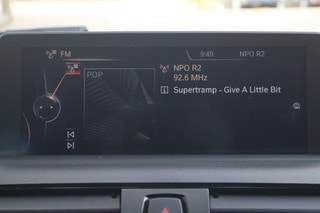 FM
9:49
NPO R2
POP
NPO R2
92.6 MHz
Supertramp - Give A Little Bit